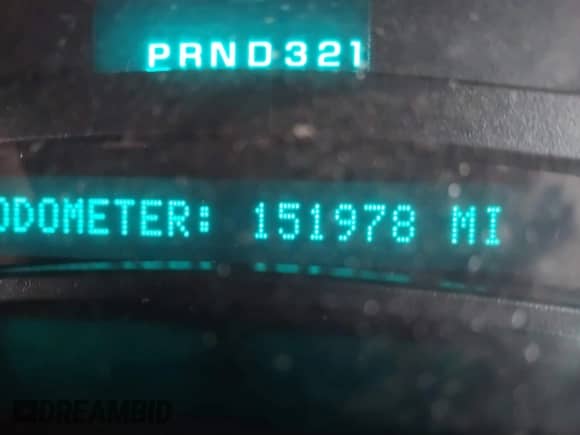 PRND321
ODOMETER: 151978 MI
DREAMBID